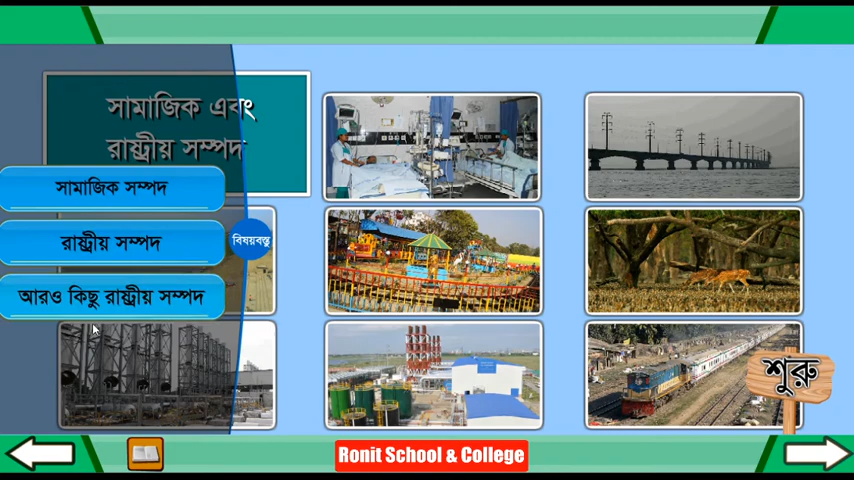 সামাজিক এবং
রাষ্ট্রীয় সম্পদ
সামাজিক সম্পদ
রাষ্ট্রীয় সম্পদ
বিষয়বস্তু
আরও কিছু রাষ্ট্রীয় সম্পদ
শুরু
Ronit School & College